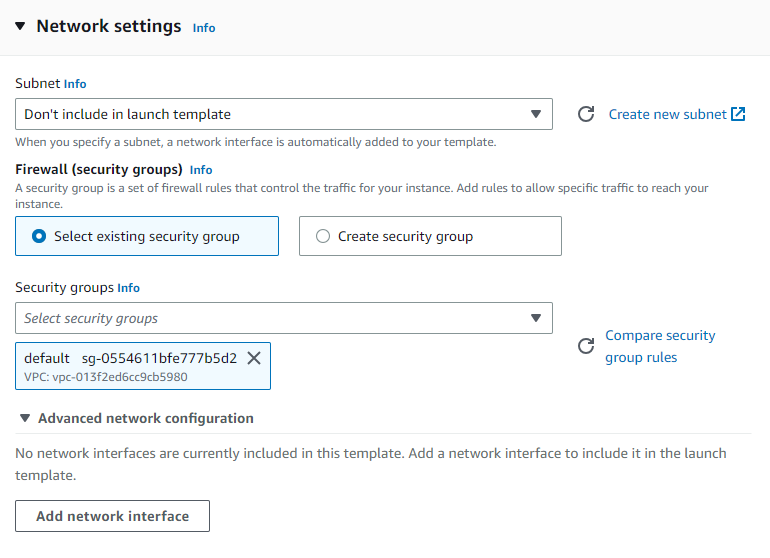 Network settings Info
Subnet Info
Don't include in launch template
Create new subnet
When you specify a subnet, a network interface is automatically added to your template.
Firewall (security groups) Info
A security group is a set of firewall rules that control the traffic for your instance. Add rules to allow specific traffic to reach your
instance.
Select existing security group
Create security group
Security groups Info
Select security groups
Compare security
group rules
default sg-0554611bfe777b5d2
VPC: vpc-013f2ed6cc9cb5980
Advanced network configuration
No network interfaces are currently included in this template. Add a network interface to include it in the launch
template.
Add network interface